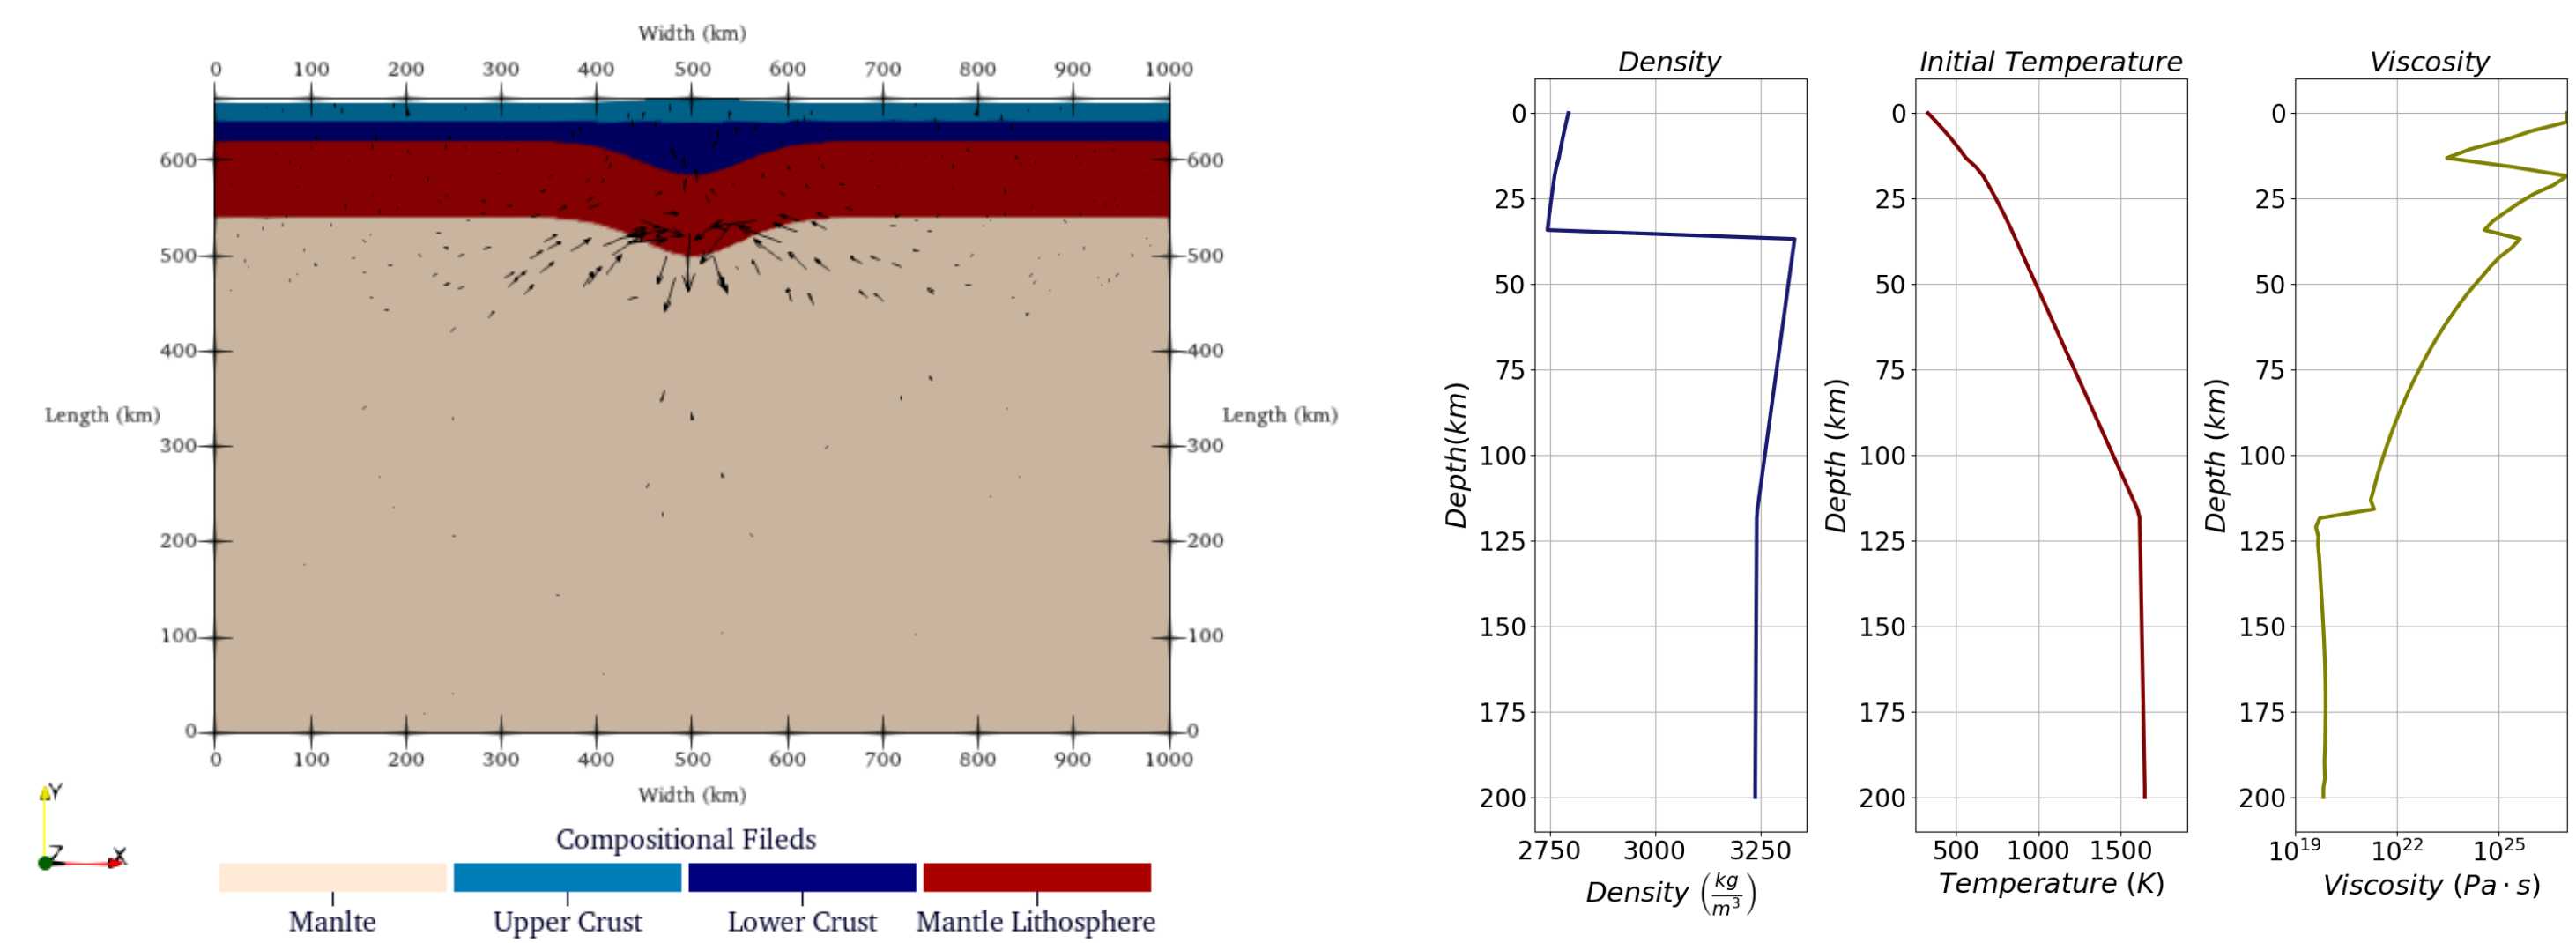 Width (km)
0 100 200 300 400 500 600 700 800 900 1000
600 600
500 500
400 400
Length (km) Length (km)
300 300
200 200
100 100
0 0
0 100 200 300 400 500 600 700 800 900 1000
Width (km)
Y
Z X
Compositional Fileds
Manlte Upper Crust Lower Crust Mantle Lithosphere
Density
0
25
50
75
100
125
150
175
200
Depth(km)
2750 3000 3250
Density (kg/m³)
Initial Temperature
0
25
50
75
100
125
150
175
200
Depth (km)
500 1000 1500
Temperature (K)
Viscosity
0
25
50
75
100
125
150
175
200
Depth (km)
10¹⁹ 10²² 10²⁵
Viscosity (Pa · s)